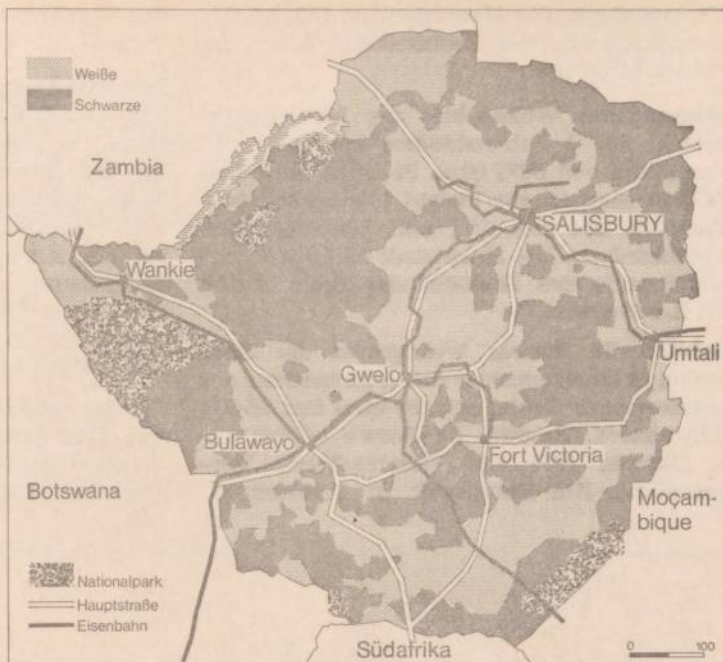 Weiße
Schwarze
Zambia
SALISBURY
Wankie
Umtali
Gwelo
Bulawayo
Fort Victoria
Botswana
Moçam-
bique
Nationalpark
Hauptstraße
Eisenbahn
Südafrika
0 100